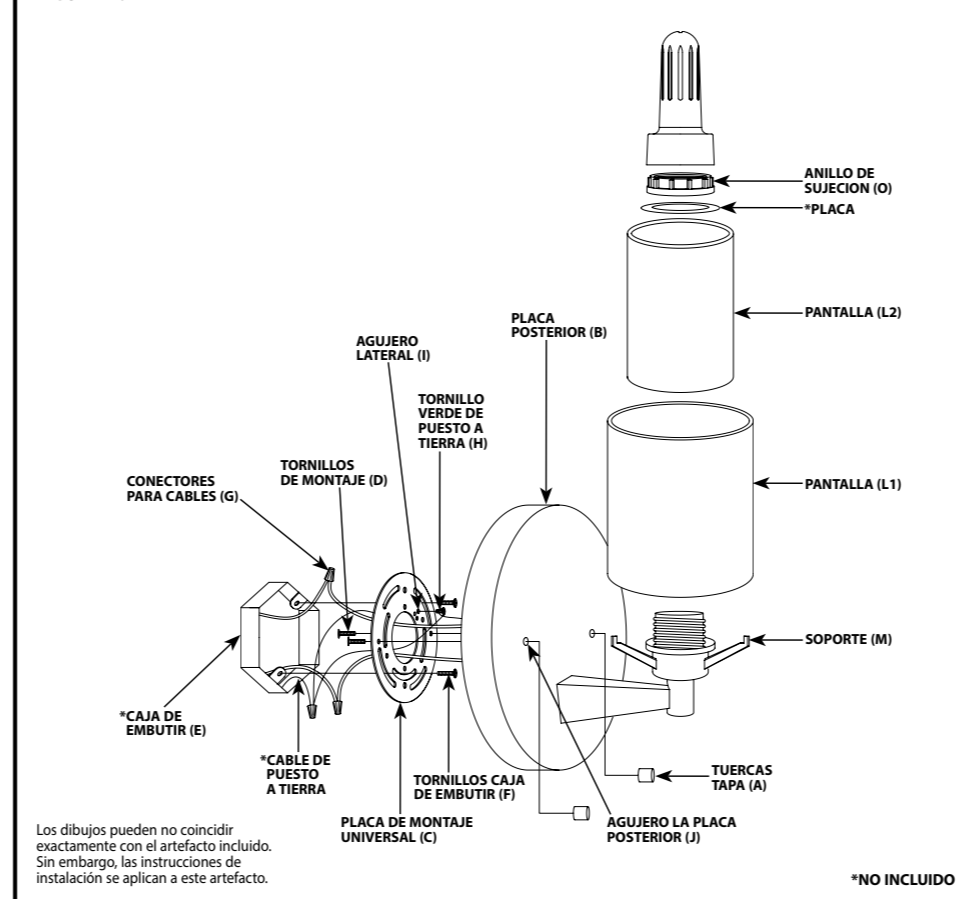 ANILLO DE
SUJECION (O)
*PLACA
PANTALLA (L2)
PLACA
POSTERIOR (B)
AGUJERO
LATERAL (I)
TORNILLO
VERDE DE
PUESTO A
TIERRA (H)
TORNILLOS
DE MONTAJE (D)
CONECTORES
PARA CABLES (G)
PANTALLA (L1)
SOPORTE (M)
*CAJA DE
EMBUTIR (E)
*CABLE DE
PUESTO
A TIERRA
TORNILLOS CAJA
DE EMBUTIR (F)
TUERCAS
TAPA (A)
PLACA DE MONTAJE
UNIVERSAL (C)
AGUJERO LA PLACA
POSTERIOR (J)
Los dibujos pueden no coincidir
exactamente con el artefacto incluido.
Sin embargo, las instrucciones de
instalación se aplican a este artefacto.
*NO INCLUIDO